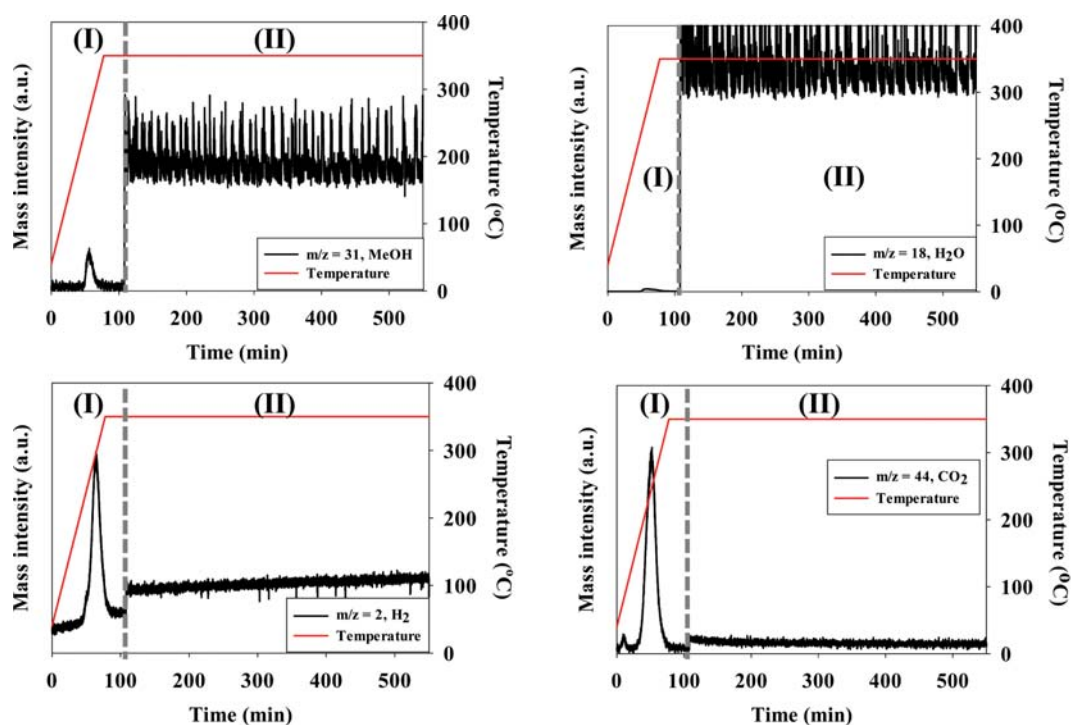 (I)
(II)
Mass intensity (a.u.)
400
300
200
100
0
Temperature (°C)
m/z = 31, MeOH
Temperature
0 100 200 300 400 500
Time (min)
(I)
(II)
Mass intensity (a.u.)
400
300
200
100
0
Temperature (⁰C)
m/z = 18, H₂O
Temperature
0 100 200 300 400 500
Time (min)
(I)
(II)
Mass intensity (a.u.)
400
300
200
100
0
Temperature (°C)
m/z = 2, H₂
Temperature
0 100 200 300 400 500
Time (min)
(I)
(II)
Mass intensity (a.u.)
400
300
200
100
0
Temperature (°C)
m/z = 44, CO₂
Temperature
0 100 200 300 400 500
Time (min)